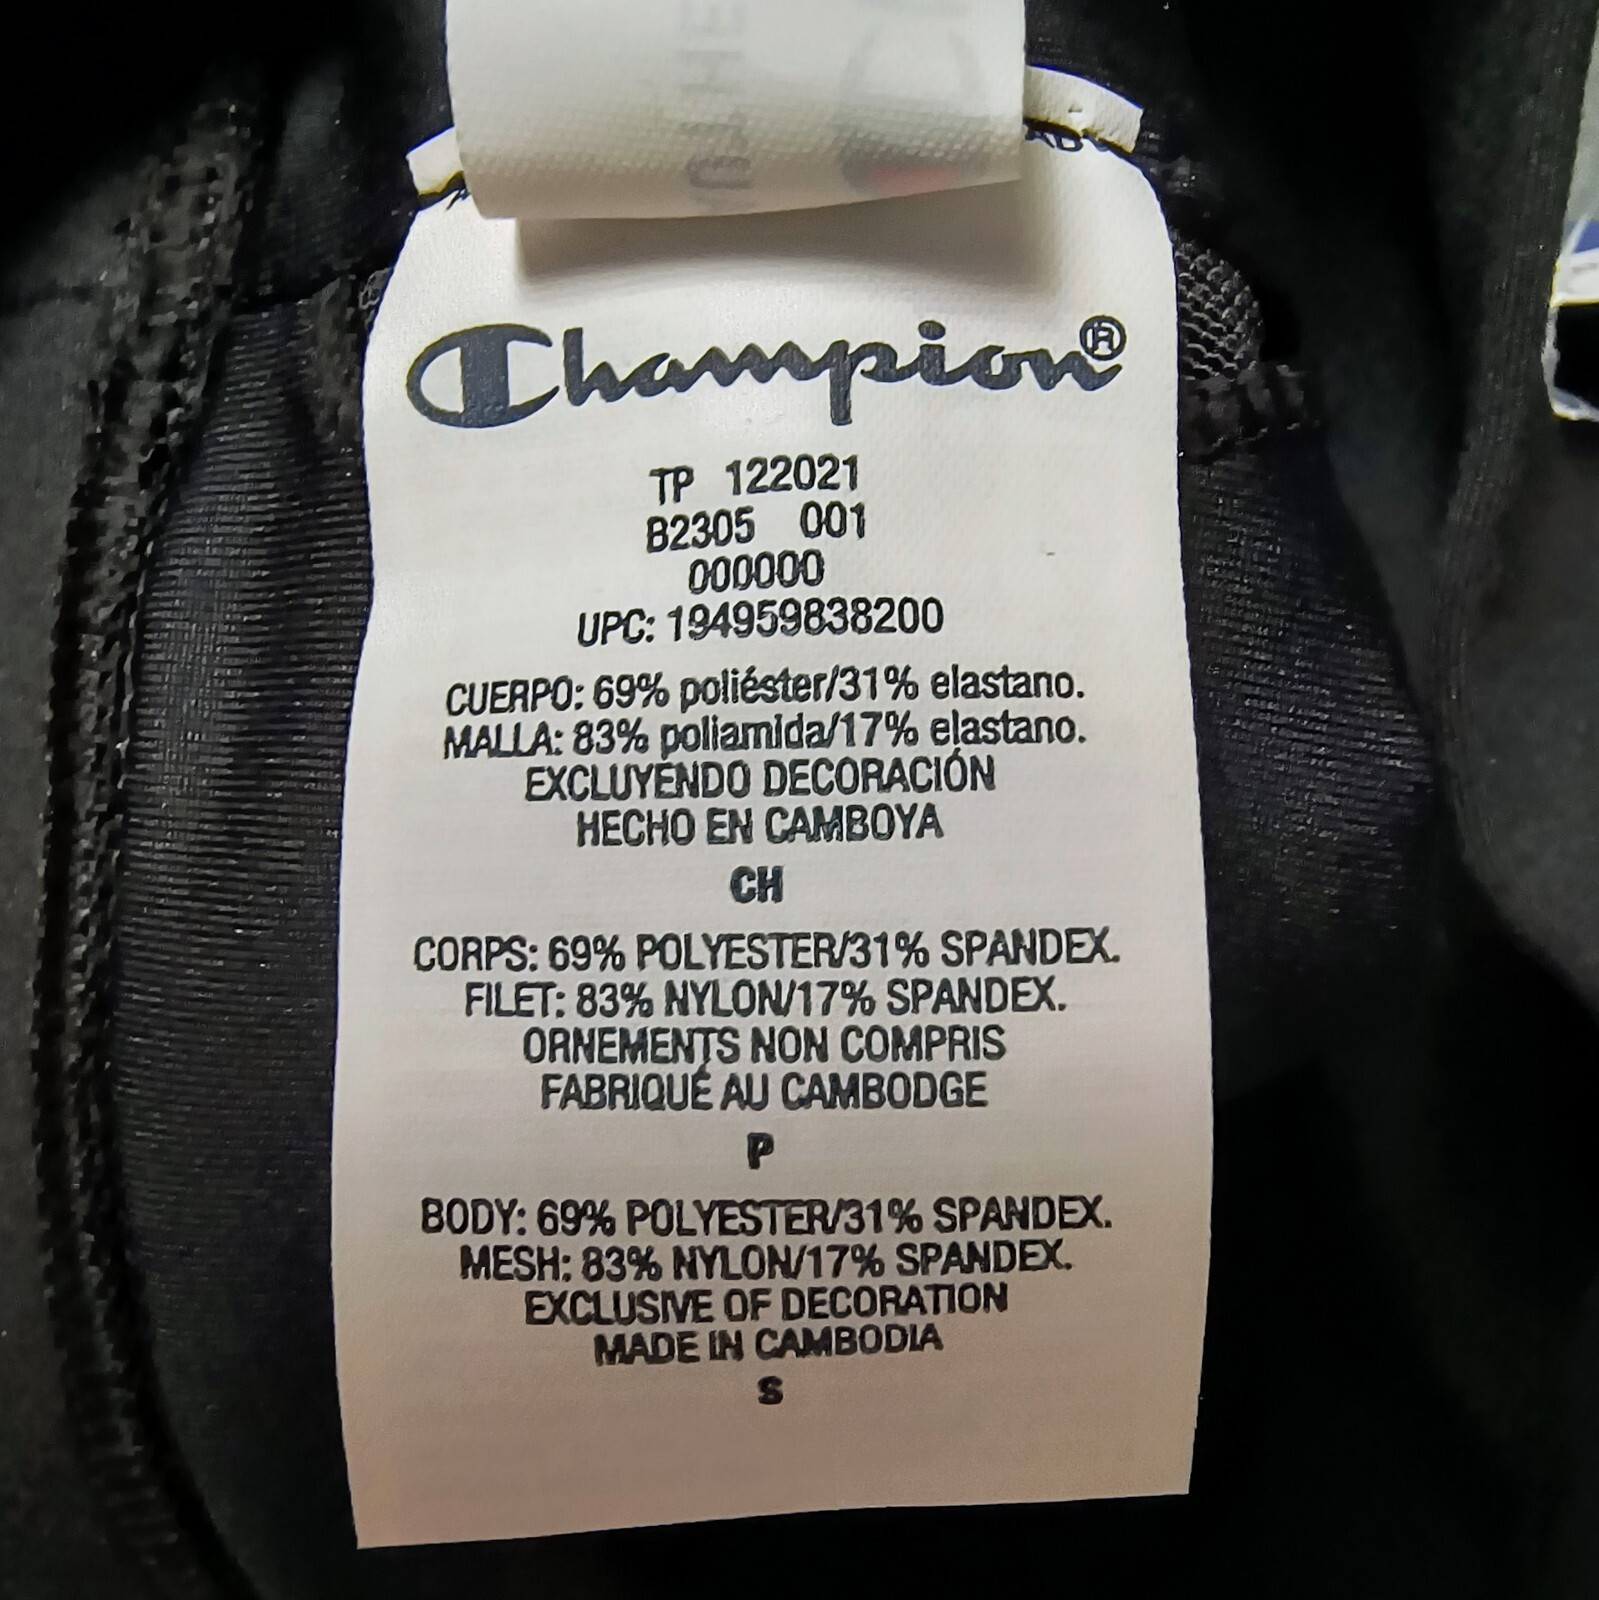 Champion®
TP 122021
B2305 001
000000
UPC: 194959838200
CUERPO: 69% poliéster/31% elastano.
MALLA: 83% poliamida/17% elastano.
EXCLUYENDO DECORACIÓN
HECHO EN CAMBOYA
CH
CORPS: 69% POLYESTER/31% SPANDEX.
FILET: 83% NYLON/17% SPANDEX.
ORNEMENTS NON COMPRIS
FABRIQUÉ AU CAMBODGE
P
BODY: 69% POLYESTER/31% SPANDEX.
MESH: 83% NYLON/17% SPANDEX.
EXCLUSIVE OF DECORATION
MADE IN CAMBODIA
S